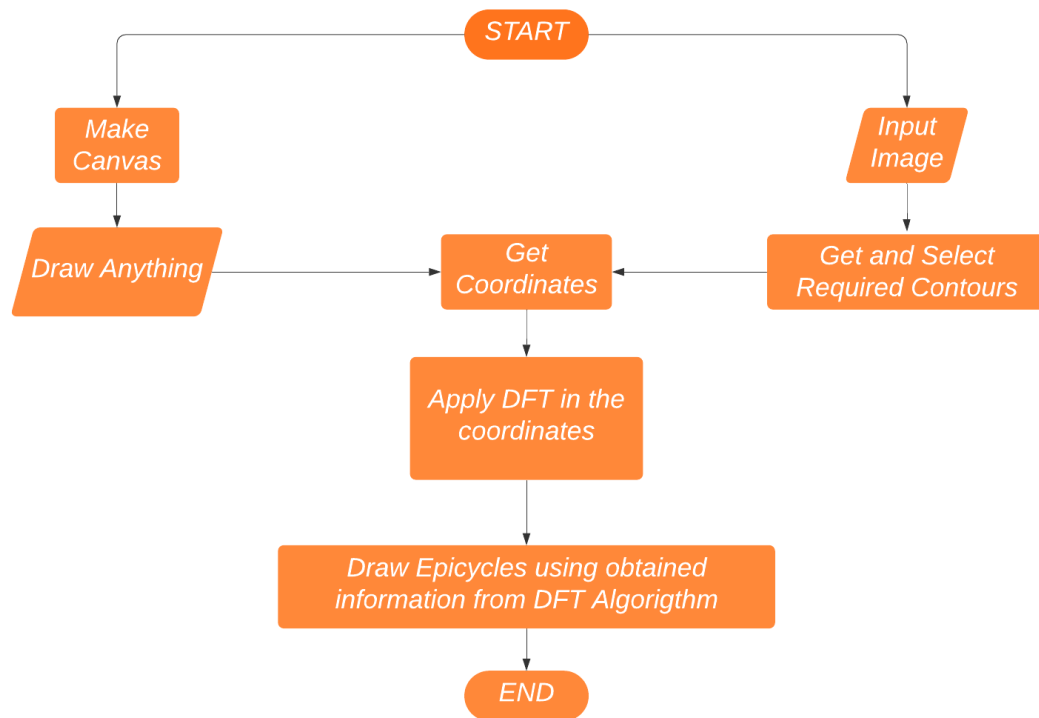 START
Make
Canvas
Input
Image
Draw Anything
Get
Coordinates
Get and Select
Required Contours
Apply DFT in the
coordinates
Draw Epicycles using obtained
information from DFT Algorigthm
END